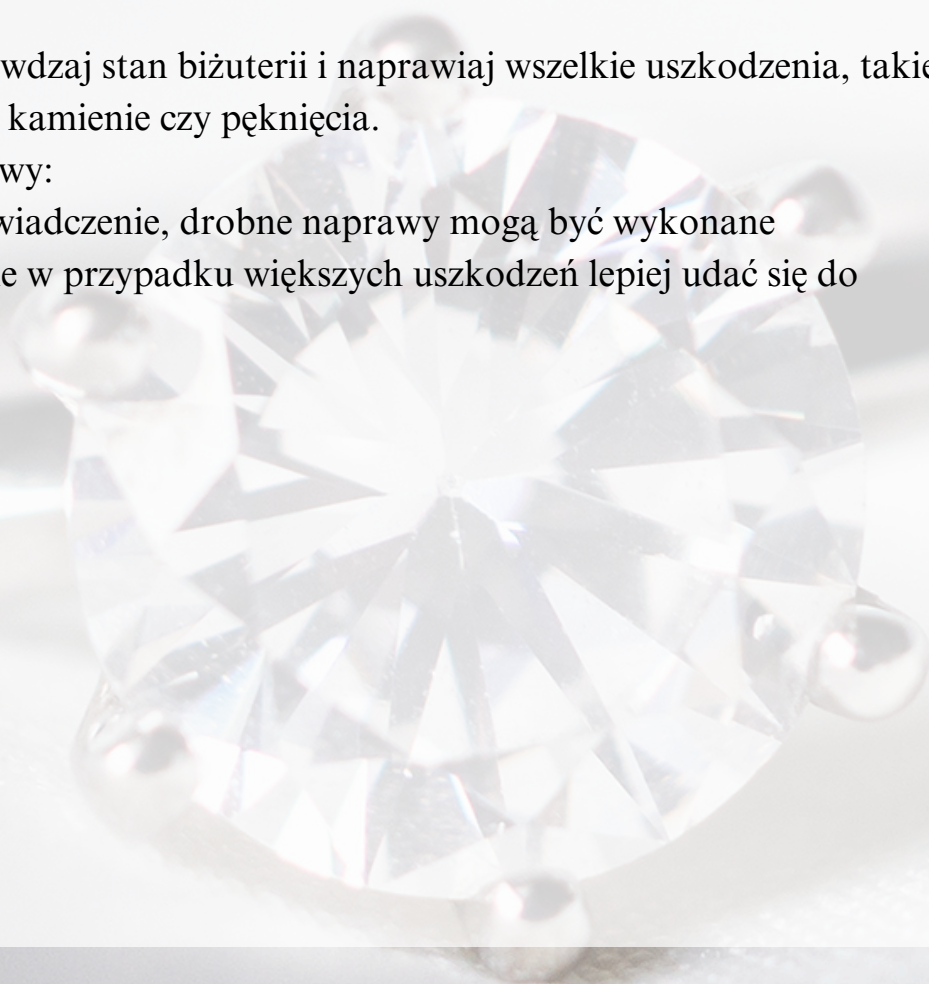 wdzaj stan biżuterii i naprawiaj wszelkie uszkodzenia, takie
kamienie czy pęknięcia.
wy:
wiadczenie, drobne naprawy mogą być wykonane
e w przypadku większych uszkodzeń lepiej udać się do